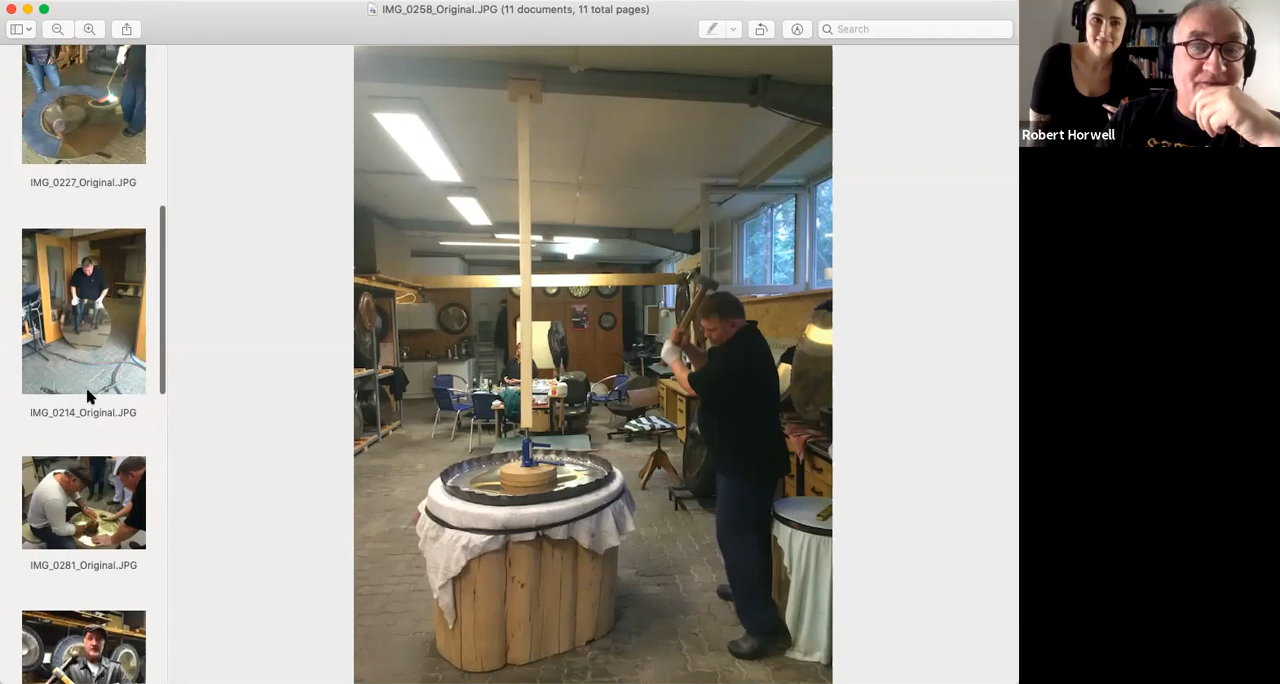 IMG_0258_Original.JPG (11 documents, 11 total pages)
Search
IMG_0227_Original.JPG
IMG_0214_Original.JPG
IMG_0281_Original.JPG
Robert Horwell